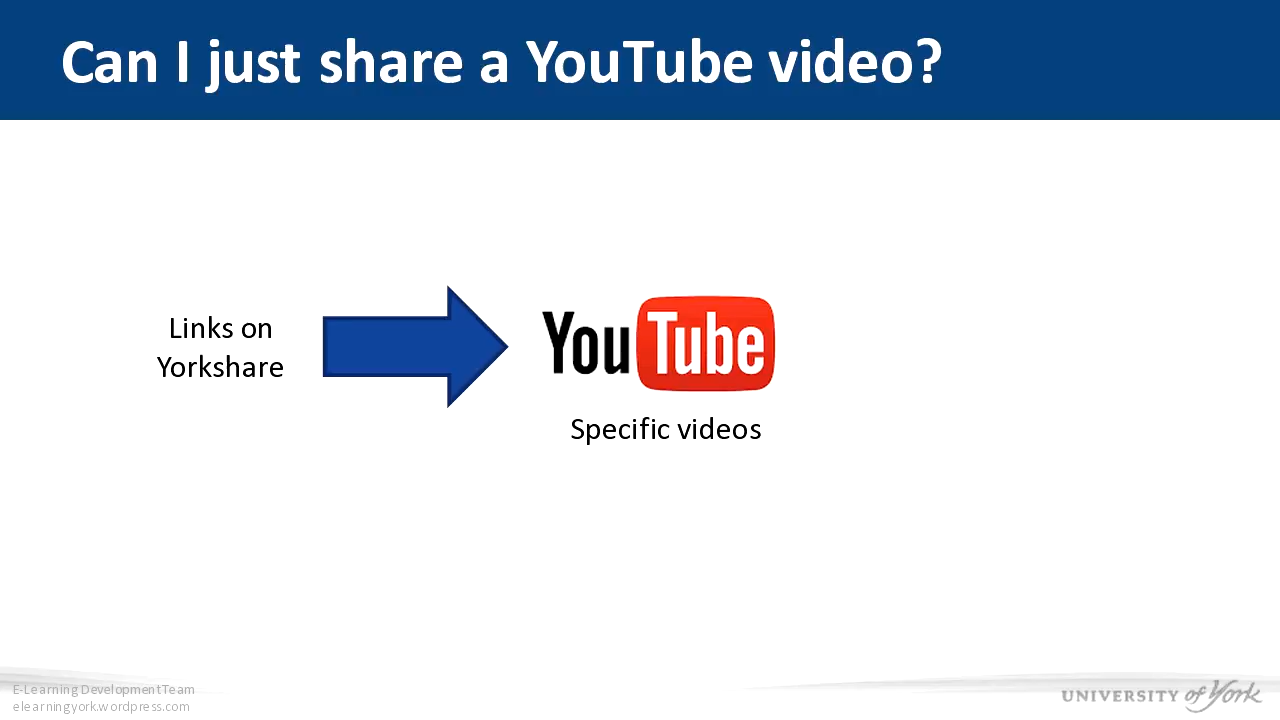 Can I just share a YouTube video?
Links on
Yorkshare
YouTube
Specific videos
E-Learning Development Team
elearningyork.wordpress.com
UNIVERSITY of York